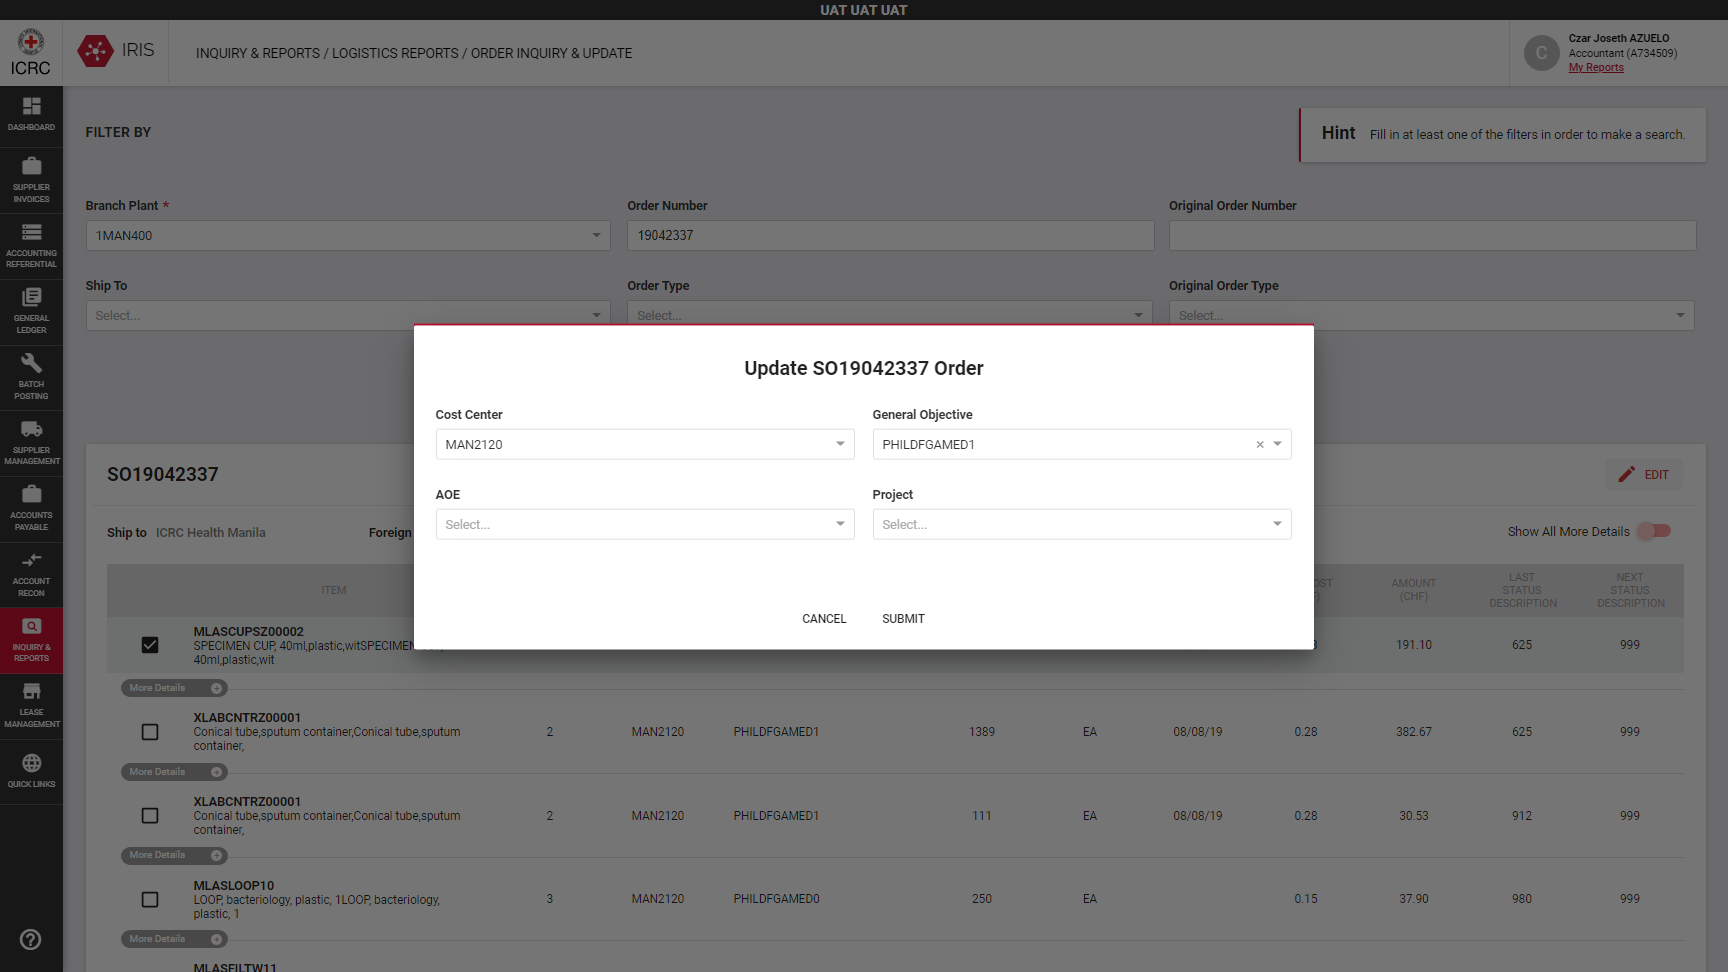 UAT UAT UAT
ICRC
IRIS
INQUIRY & REPORTS / LOGISTICS REPORTS / ORDER INQUIRY & UPDATE
C
Czar Joseth AZUELO
Accountant (A734509)
My Reports
DASHBOARD
SUPPLIER
INVOICES
ACCOUNTING
REFERENTIAL
GENERAL
LEDGER
BATCH
POSTING
SUPPLIER
MANAGEMENT
ACCOUNTS
PAYABLE
ACCOUNT
RECON
INQUIRY &
REPORTS
LEASE
MANAGEMENT
QUICK LINKS
FILTER BY
Hint Fill in at least one of the filters in order to make a search.
Branch Plant *
1MAN400
Order Number
19042337
Original Order Number
Ship To
Select...
Order Type
Select...
Original Order Type
Select...
Update SO19042337 Order
Cost Center
MAN2120
General Objective
PHILDFGAMED1
AOE
Select...
Project
Select...
CANCEL
SUBMIT
SO19042337
EDIT
Ship to ICRC Health Manila
Foreign
Show All More Details
ITEM
AMOUNT
(CHF)
LAST
STATUS
DESCRIPTION
NEXT
STATUS
DESCRIPTION
MLASCUPSZ00002
SPECIMEN CUP, 40ml,plastic,witSPECIMEN
40ml,plastic,wit
191.10 625 999
More Details
XLABCNTRZ00001
Conical tube,sputum container,Conical tube,sputum
container,
2 MAN2120 PHILDFGAMED1 1389 EA 08/08/19 0.28 382.67 625 999
More Details
XLABCNTRZ00001
Conical tube,sputum container,Conical tube,sputum
container,
2 MAN2120 PHILDFGAMED1 111 EA 08/08/19 0.28 30.53 912 999
More Details
MLASLOOP10
LOOP, bacteriology, plastic, 1LOOP, bacteriology,
plastic, 1
3 MAN2120 PHILDFGAMED0 250 EA 0.15 37.90 980 999
More Details
MLASFILTW11